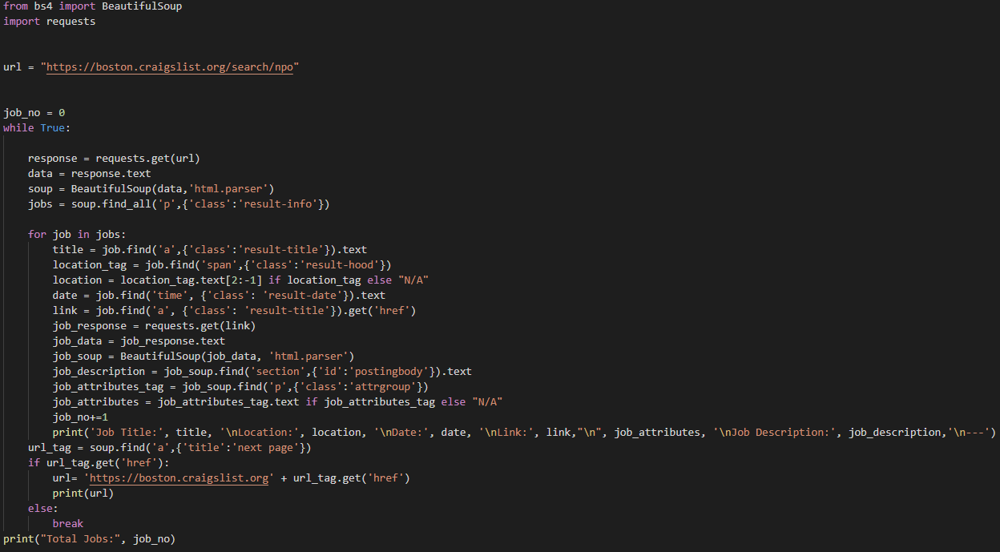 from bs4 import BeautifulSoup
import requests
url = "https://boston.craigslist.org/search/npo"
job_no = 0
while True:
response = requests.get(url)
data = response.text
soup = BeautifulSoup(data,'html.parser')
jobs = soup.find_all('p',{'class':'result-info'})
for job in jobs:
title = job.find('a',{'class':'result-title'}).text
location_tag = job.find('span',{'class':'result-hood'})
location = location_tag.text[2:-1] if location_tag else "N/A"
date = job.find('time', {'class': 'result-date'}).text
link = job.find('a', {'class': 'result-title'}).get('href')
job_response = requests.get(link)
job_data = job_response.text
job_soup = BeautifulSoup(job_data, 'html.parser')
job_description = job_soup.find('section',{'id':'postingbody'}).text
job_attributes_tag = job_soup.find('p',{'class':'attrgroup'})
job_attributes = job_attributes_tag.text if job_attributes_tag else "N/A"
job_no+=1
print('Job Title:', title, '\nLocation:', location, '\nDate:', date, '\nLink:', link,"\n", job_attributes, '\nJob Description:', job_description,'\n---')
url_tag = soup.find('a',{'title':'next page'})
if url_tag.get('href'):
url= 'https://boston.craigslist.org' + url_tag.get('href')
print(url)
else:
break
print("Total Jobs:", job_no)